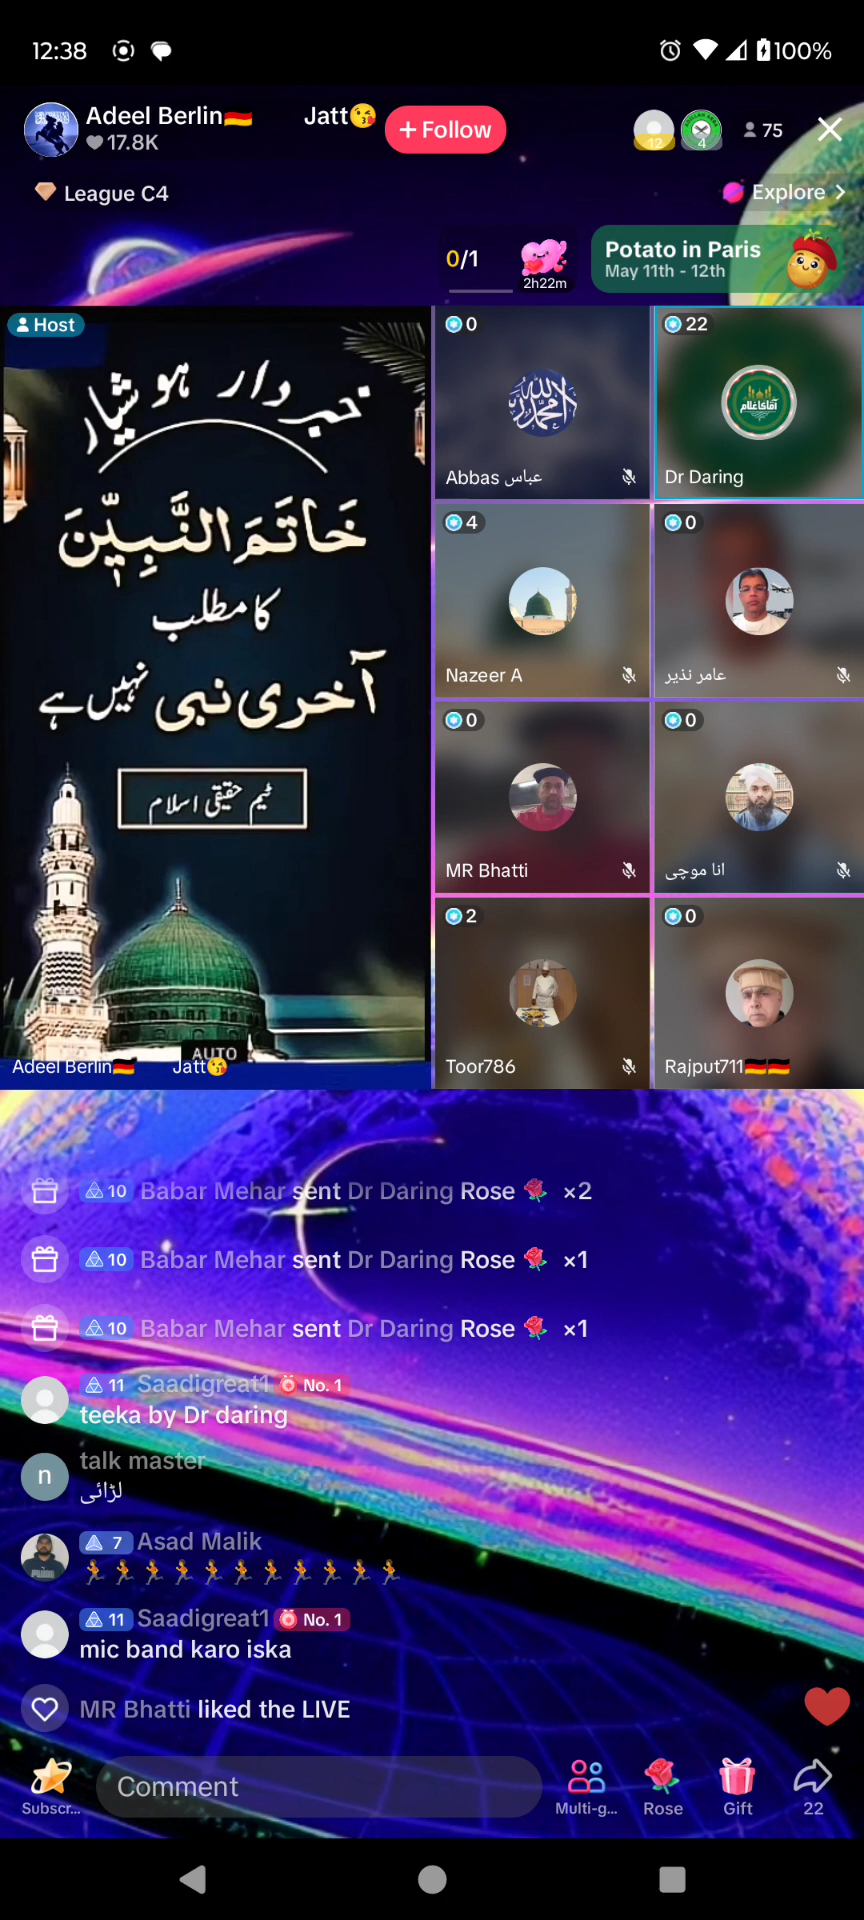 12:38
100%
Adeel Berlin🇩🇪 Jatt😘
17.8K
+ Follow
12
4
75
League C4
Explore >
0/1
2h22m
Potato in Paris
May 11th - 12th
Host
خبردار ہوشیار
خَاتَمَ النَّبِيِّنَ
کا مطلب
آخری نبی نہیں ہے
ٹیم حقیقی اسلام
AUTO
Adeel Berlin🇩🇪 Jatt😘
0
Abbas عباس
22
آقا کا غلام
Dr Daring
4
Nazeer A
0
عامر نذیر
0
MR Bhatti
0
انا موچی
2
Toor786
0
Rajput711🇩🇪🇩🇪
10 Babar Mehar sent Dr Daring Rose 🌹 ×2
10 Babar Mehar sent Dr Daring Rose 🌹 ×1
10 Babar Mehar sent Dr Daring Rose 🌹 ×1
11 Saadigreat1 No. 1
teeka by Dr daring
n
talk master
لڑائی
7 Asad Malik
🏃🏃🏃🏃🏃🏃🏃🏃🏃🏃🏃
11 Saadigreat1 No. 1
mic band karo iska
MR Bhatti liked the LIVE
Subscr...
Comment
Multi-g...
Rose
Gift
22